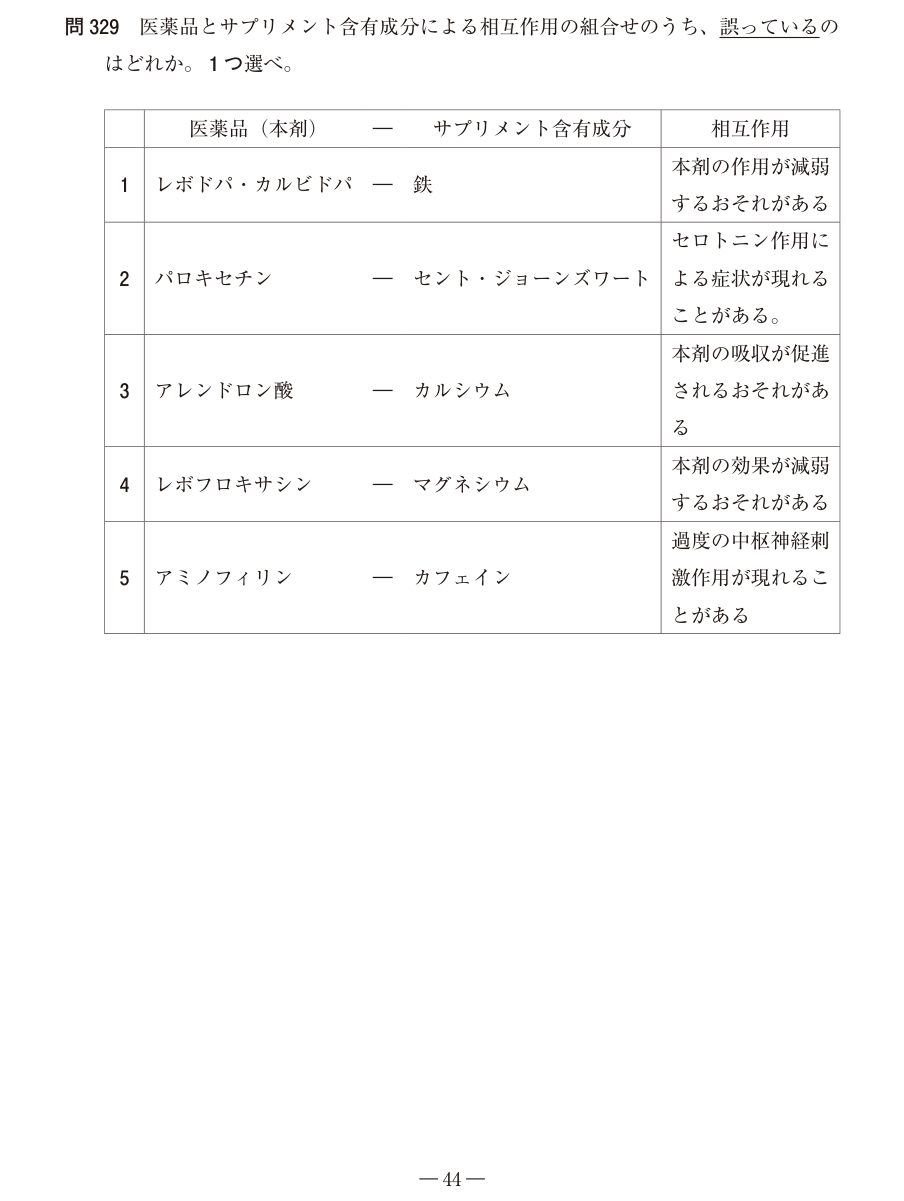 問 329 医薬品とサプリメント含有成分による相互作用の組合せのうち、誤っているの
はどれか。1つ選べ。
医薬品（本剤） ― サプリメント含有成分 相互作用
1 レボドパ・カルビドパ ― 鉄 本剤の作用が減弱
するおそれがある
2 パロキセチン ― セント・ジョーンズワート セロトニン作用に
よる症状が現れる
ことがある。
3 アレンドロン酸 ― カルシウム 本剤の吸収が促進
されるおそれがあ
る
4 レボフロキサシン ― マグネシウム 本剤の効果が減弱
するおそれがある
5 アミノフィリン ― カフェイン 過度の中枢神経刺
激作用が現れるこ
とがある
― 44 ―